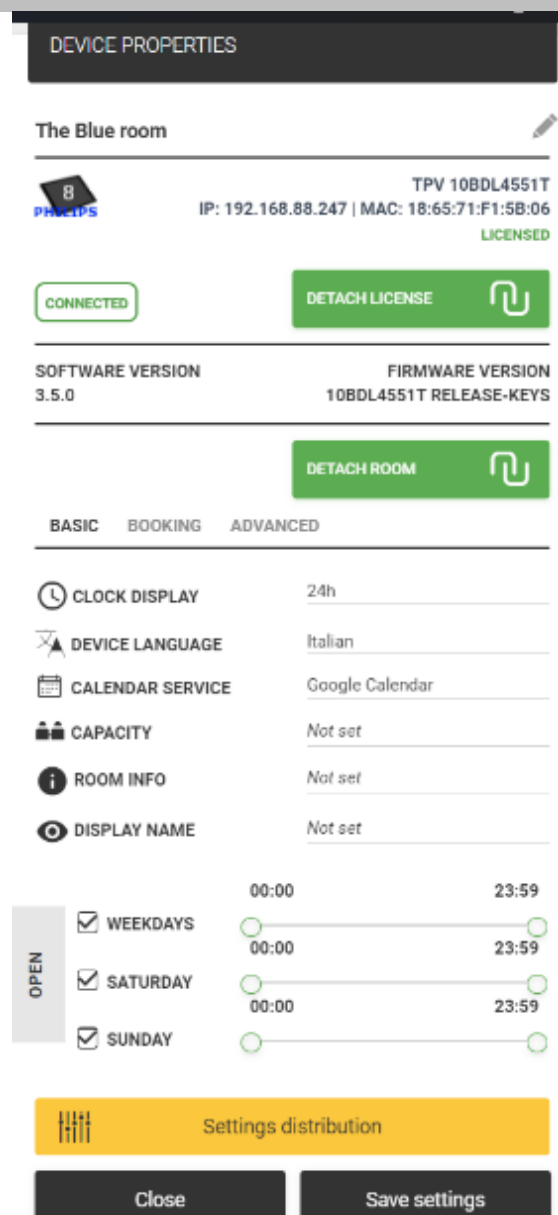 DEVICE PROPERTIES
The Blue room
8
PHILIPS
TPV 10BDL4551T
IP: 192.168.88.247 | MAC: 18:65:71:F1:5B:06
LICENSED
CONNECTED
DETACH LICENSE
SOFTWARE VERSION FIRMWARE VERSION
3.5.0 10BDL4551T RELEASE-KEYS
DETACH ROOM
BASIC BOOKING ADVANCED
CLOCK DISPLAY 24h
DEVICE LANGUAGE Italian
CALENDAR SERVICE Google Calendar
CAPACITY Not set
ROOM INFO Not set
DISPLAY NAME Not set
OPEN
00:00 23:59
WEEKDAYS
00:00 23:59
SATURDAY
00:00 23:59
SUNDAY
Settings distribution
Close Save settings